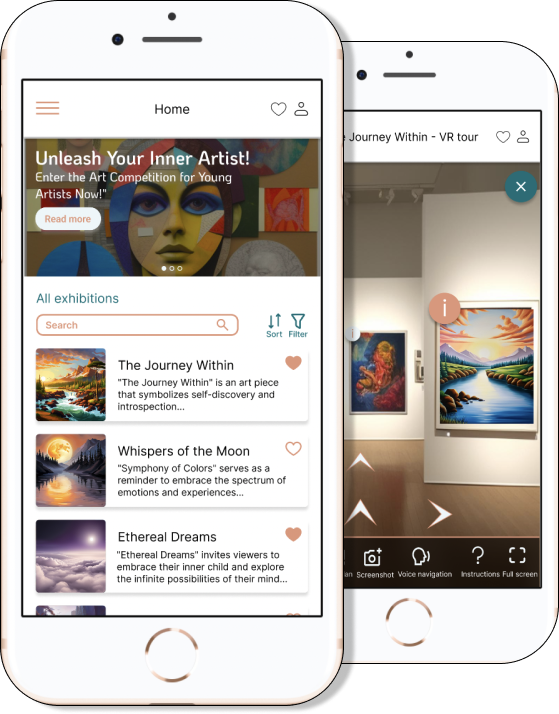 Home
Unleash Your Inner Artist!
Enter the Art Competition for Young
Artists Now!"
Read more
All exhibitions
Search
Sort
Filter
The Journey Within
"The Journey Within" is an art piece
that symbolizes self-discovery and
introspection...
Whispers of the Moon
"Symphony of Colors" serves as a
reminder to embrace the spectrum of
emotions and experiences...
Ethereal Dreams
"Ethereal Dreams" invites viewers to
embrace their inner child and explore
the infinite possibilities of their mind...
Journey Within - VR tour
i
i
Screenshot
Voice navigation
Instructions
Full screen